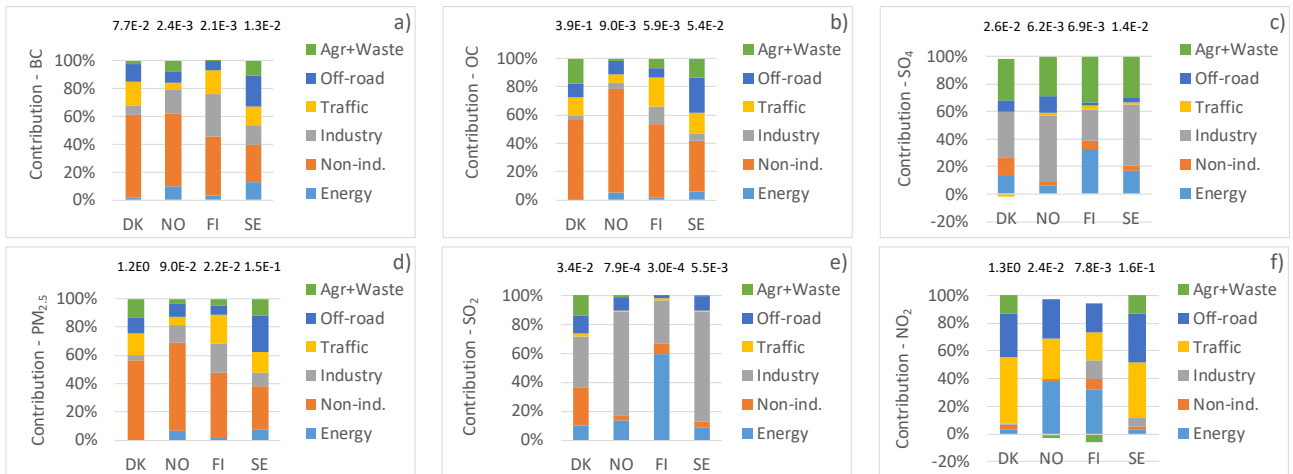 a)
7.7E-2 2.4E-3 2.1E-3 1.3E-2
Contribution - BC
100%
80%
60%
40%
20%
0%
DK NO FI SE
Agr+Waste
Off-road
Traffic
Industry
Non-ind.
Energy
b)
3.9E-1 9.0E-3 5.9E-3 5.4E-2
Contribution - OC
100%
80%
60%
40%
20%
0%
DK NO FI SE
Agr+Waste
Off-road
Traffic
Industry
Non-ind.
Energy
c)
2.6E-2 6.2E-3 6.9E-3 1.4E-2
Contribution - SO4
100%
80%
60%
40%
20%
0%
-20%
DK NO FI SE
Agr+Waste
Off-road
Traffic
Industry
Non-ind.
Energy
d)
1.2E0 9.0E-2 2.2E-2 1.5E-1
Contribution - PM2.5
100%
80%
60%
40%
20%
0%
DK NO FI SE
Agr+Waste
Off-road
Traffic
Industry
Non-ind.
Energy
e)
3.4E-2 7.9E-4 3.0E-4 5.5E-3
Contribution - SO2
100%
80%
60%
40%
20%
0%
DK NO FI SE
Agr+Waste
Off-road
Traffic
Industry
Non-ind.
Energy
f)
1.3E0 2.4E-2 7.8E-3 1.6E-1
Contribution - NO2
100%
80%
60%
40%
20%
0%
-20%
DK NO FI SE
Agr+Waste
Off-road
Traffic
Industry
Non-ind.
Energy